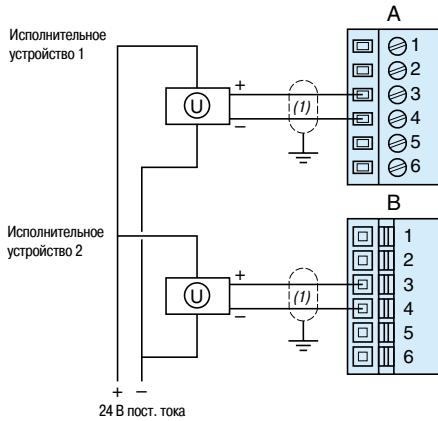 A
Исполнительное
устройство 1
1
2
3
4
5
6
U
+
–
(1)
B
Исполнительное
устройство 2
1
2
3
4
5
6
U
+
–
(1)
+ –
24 В пост. тока